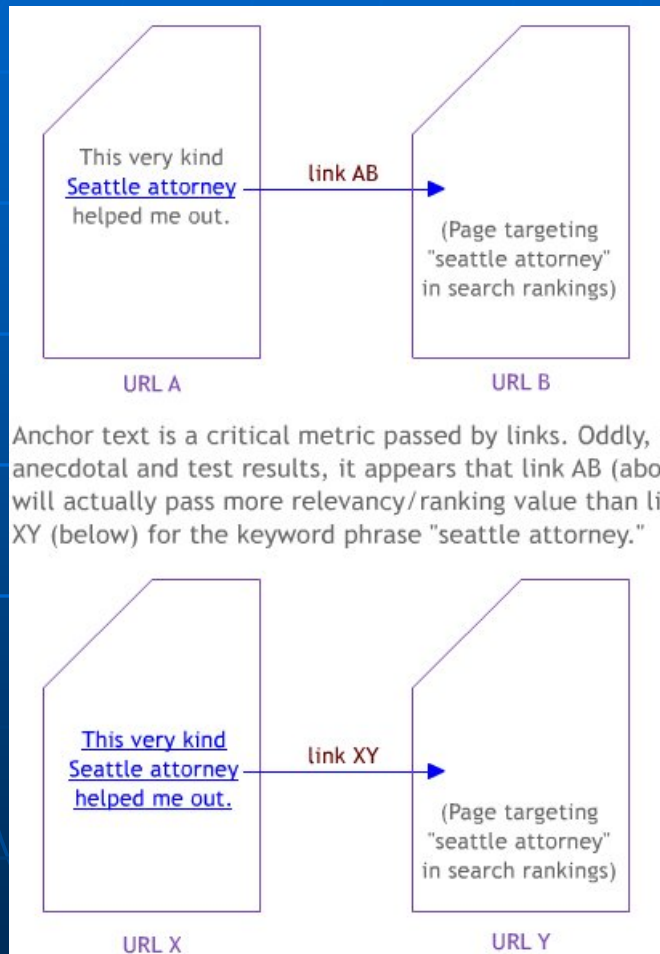 This very kind
Seattle attorney
helped me out.
link AB
(Page targeting
"seattle attorney"
in search rankings)
URL A
URL B
Anchor text is a critical metric passed by links. Oddly,
anecdotal and test results, it appears that link AB
will actually pass more relevancy/ranking value than
XY (below) for the keyword phrase "seattle attorney."
This very kind
Seattle attorney
helped me out.
link XY
(Page targeting
"seattle attorney"
in search rankings)
URL X
URL Y